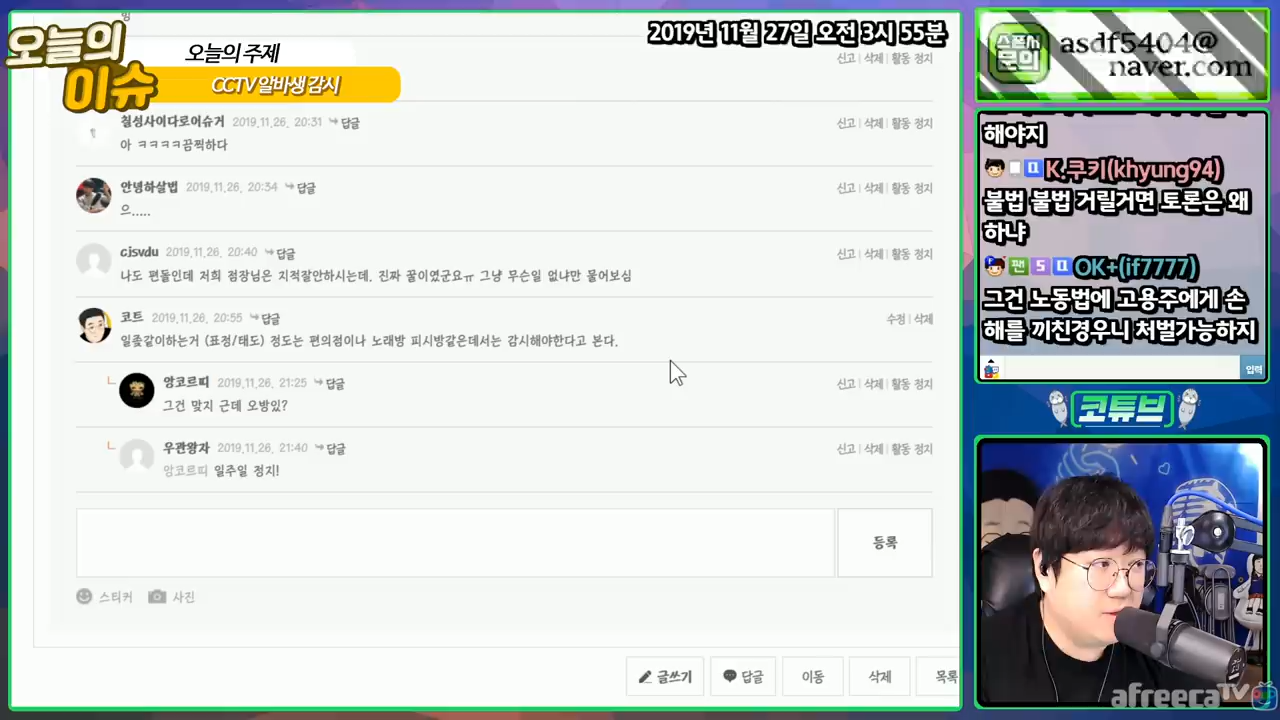 오늘의
이슈
오늘의 주제
CCTV 알바생 감시
2019년 11월 27일 오전 3시 55분
신고 | 삭제 | 활동 정지
칠성사이다로이슈거 2019.11.26. 20:31 답글
신고 | 삭제 | 활동 정지
아 ㅋㅋㅋㅋ끔찍하다
안녕하살법 2019.11.26. 20:34 답글
신고 | 삭제 | 활동 정지
으.....
cjsvdu 2019.11.26. 20:40 답글
신고 | 삭제 | 활동 정지
나도 편돌인데 저희 점장님은 지적질안하시는데. 진짜 꿀이였군요ㅠ 그냥 무슨일 없냐만 물어보심
코트 2019.11.26. 20:55 답글
수정 | 삭제
일좆같이하는거 (표정/태도) 정도는 편의점이나 노래방 피시방같은데서는 감시해야한다고 본다.
앙코르띠 2019.11.26. 21:25 답글
신고 | 삭제 | 활동 정지
그건 맞지 근데 오방있?
우관왕자 2019.11.26. 21:40 답글
신고 | 삭제 | 활동 정지
앙코르띠 일주일 정지!
등록
스티커 사진
글쓰기 답글 이동 삭제 목록
스폰서
문의
asdf5404@
naver.com
해야지
K.쿠키(khyung94)
불법 불법 거릴거면 토론은 왜
하냐
팬 S OK+(if7777)
그건 노동법에 고용주에게 손
해를 끼친경우니 처벌가능하지
입력
코튜브
afreecaTV